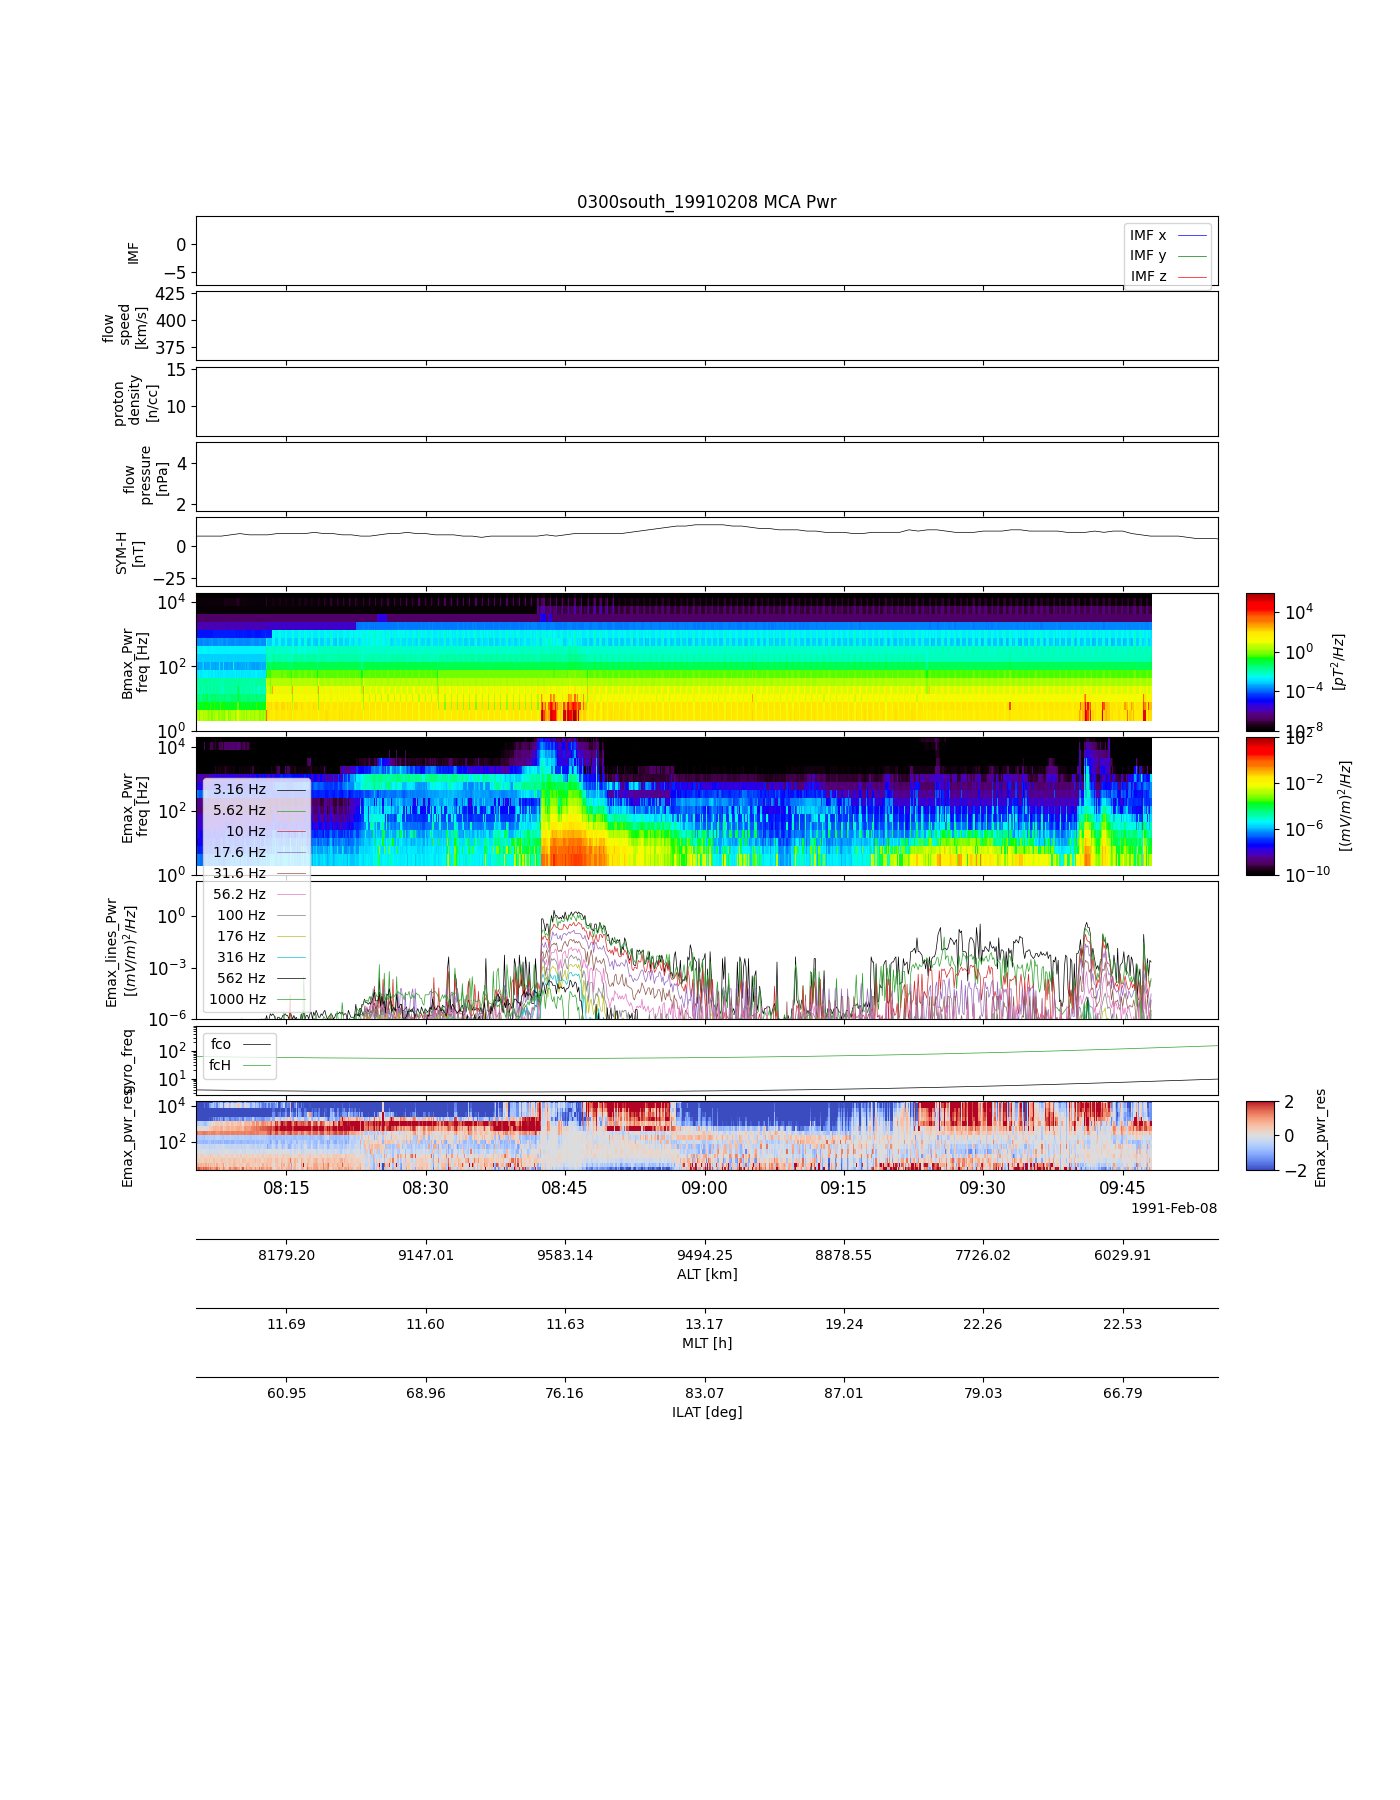 0300south_19910208 MCA Pwr
IMF
0
−5
IMF x
IMF y
IMF z
flow
speed
[km/s]
425
400
375
proton
density
[n/cc]
15
10
flow
pressure
[nPa]
4
2
SYM-H
[nT]
0
−25
Bmax_Pwr
freq [Hz]
10^4
10^2
10^0
10^4
10^0
10^-4
10^-8
[pT^2/Hz]
Emax_Pwr
freq [Hz]
10^4
10^2
10^0
10^2
10^-2
10^-6
10^-10
[(mV/m)^2/Hz]
3.16 Hz
5.62 Hz
10 Hz
17.6 Hz
31.6 Hz
56.2 Hz
100 Hz
176 Hz
316 Hz
562 Hz
1000 Hz
Emax_lines_Pwr
[(mV/m)^2/Hz]
10^0
10^-3
10^-6
gyro_freq
10^2
10^1
fco
fcH
Emax_pwr_res
10^4
10^2
2
0
−2
Emax_pwr_res
08:15 08:30 08:45 09:00 09:15 09:30 09:45
1991-Feb-08
8179.20 9147.01 9583.14 9494.25 8878.55 7726.02 6029.91
ALT [km]
11.69 11.60 11.63 13.17 19.24 22.26 22.53
MLT [h]
60.95 68.96 76.16 83.07 87.01 79.03 66.79
ILAT [deg]